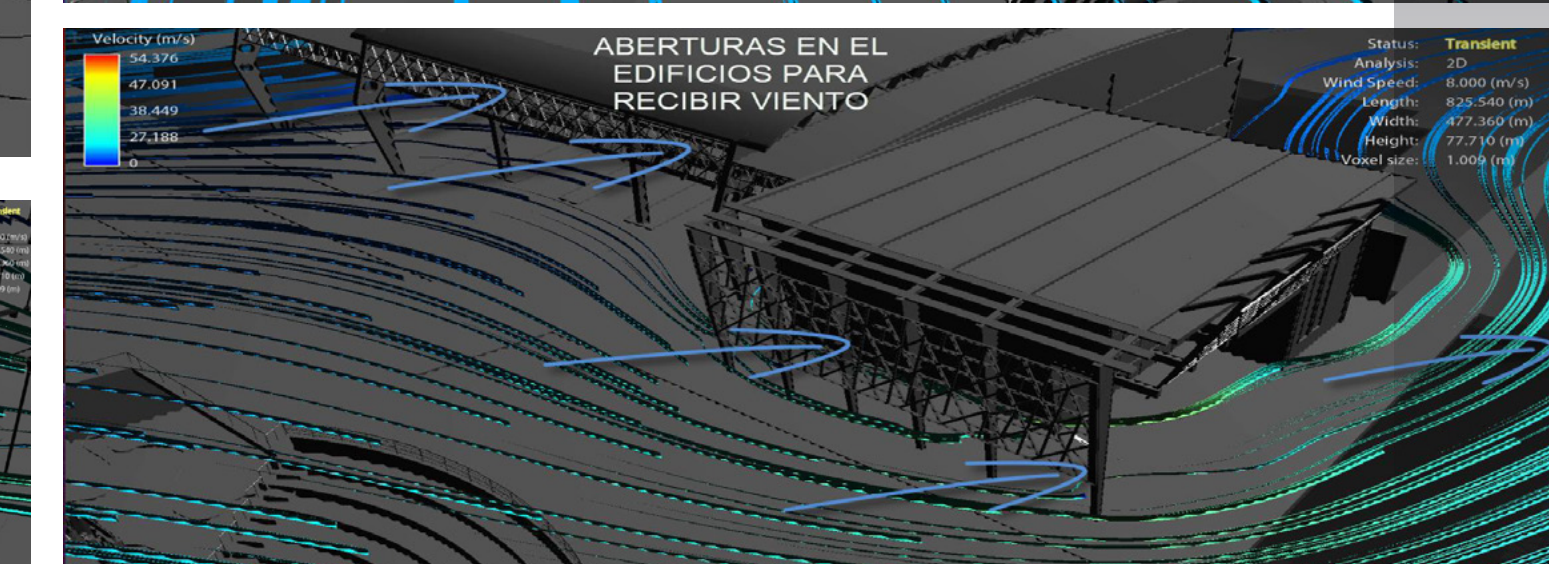 Velocity (m/s)
54.376
47.091
38.449
27.188
0
ABERTURAS EN EL
EDIFICIOS PARA
RECIBIR VIENTO
Status: Transient
Analysis: 2D
Wind Speed: 8.000 (m/s)
Length: 825.540 (m)
Width: 477.360 (m)
Height: 77.710 (m)
Voxel size: 1.009 (m)